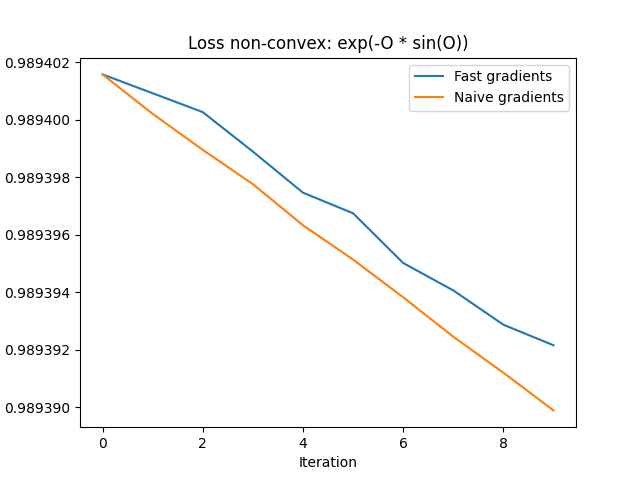 Loss non-convex: exp(-O * sin(O))
Fast gradients
Naive gradients
0.989402
0.989400
0.989398
0.989396
0.989394
0.989392
0.989390
0 2 4 6 8
Iteration